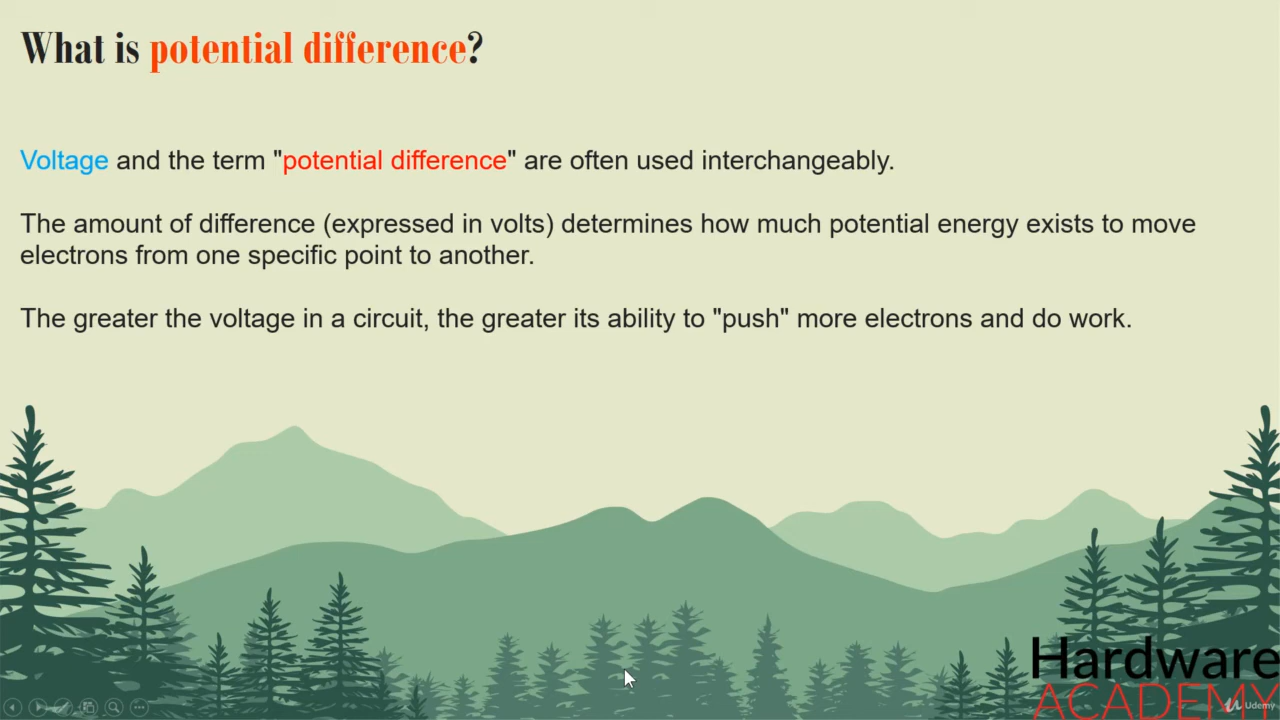 What is potential difference?
Voltage and the term "potential difference" are often used interchangeably.
The amount of difference (expressed in volts) determines how much potential energy exists to move
electrons from one specific point to another.
The greater the voltage in a circuit, the greater its ability to "push" more electrons and do work.
Hardware
ACADEMY
Udemy